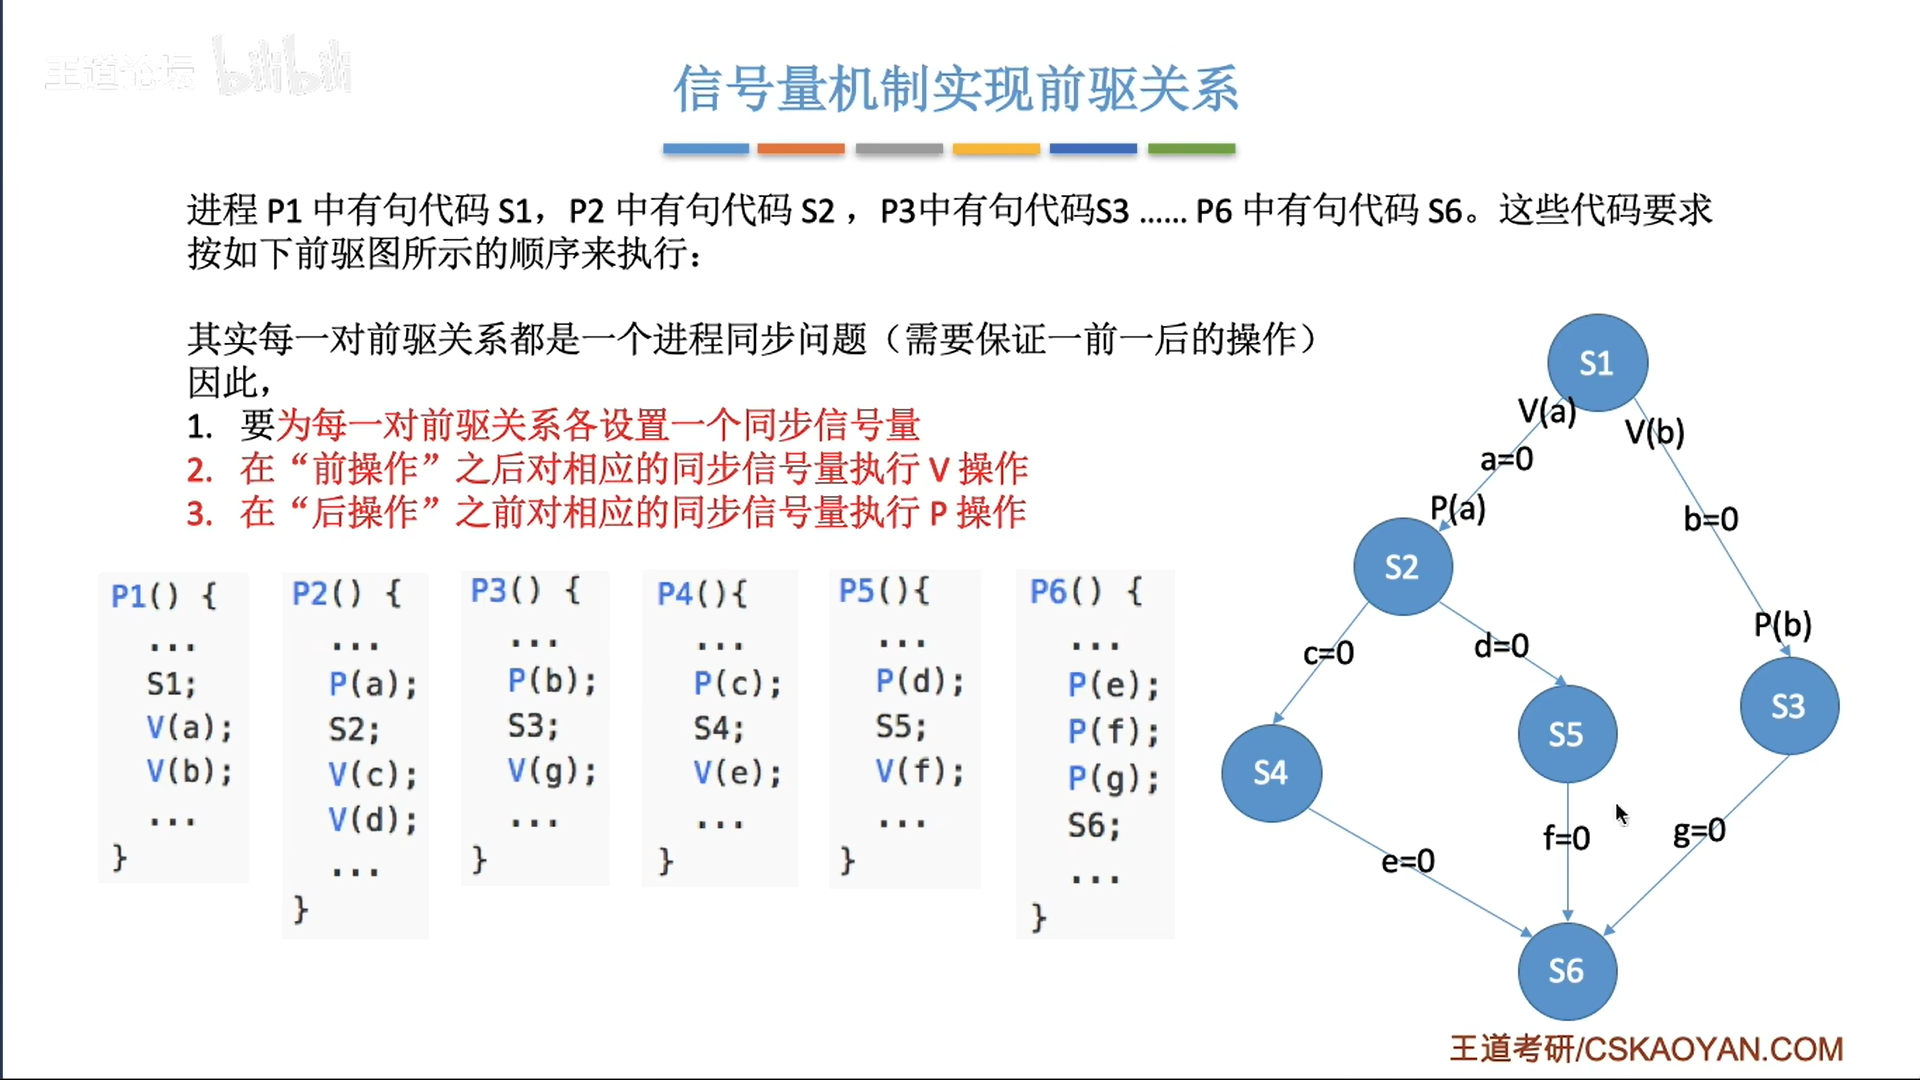 王道论坛 bilibili
信号量机制实现前驱关系
进程 P1 中有句代码 S1，P2 中有句代码 S2 ，P3中有句代码S3 …… P6 中有句代码 S6。这些代码要求
按如下前驱图所示的顺序来执行：
其实每一对前驱关系都是一个进程同步问题（需要保证一前一后的操作）
因此，
1. 要为每一对前驱关系各设置一个同步信号量
2. 在“前操作”之后对相应的同步信号量执行 V 操作
3. 在“后操作”之前对相应的同步信号量执行 P 操作
P1() {
...
S1;
V(a);
V(b);
...
}
P2() {
...
P(a);
S2;
V(c);
V(d);
...
}
P3() {
...
P(b);
S3;
V(g);
...
}
P4(){
...
P(c);
S4;
V(e);
...
}
P5(){
...
P(d);
S5;
V(f);
...
}
P6() {
...
P(e);
P(f);
P(g);
S6;
...
}
S1
V(a)
V(b)
a=0
P(a)
b=0
S2
P(b)
c=0
d=0
S3
S5
S4
f=0
g=0
e=0
S6
王道考研/CSKAOYAN.COM